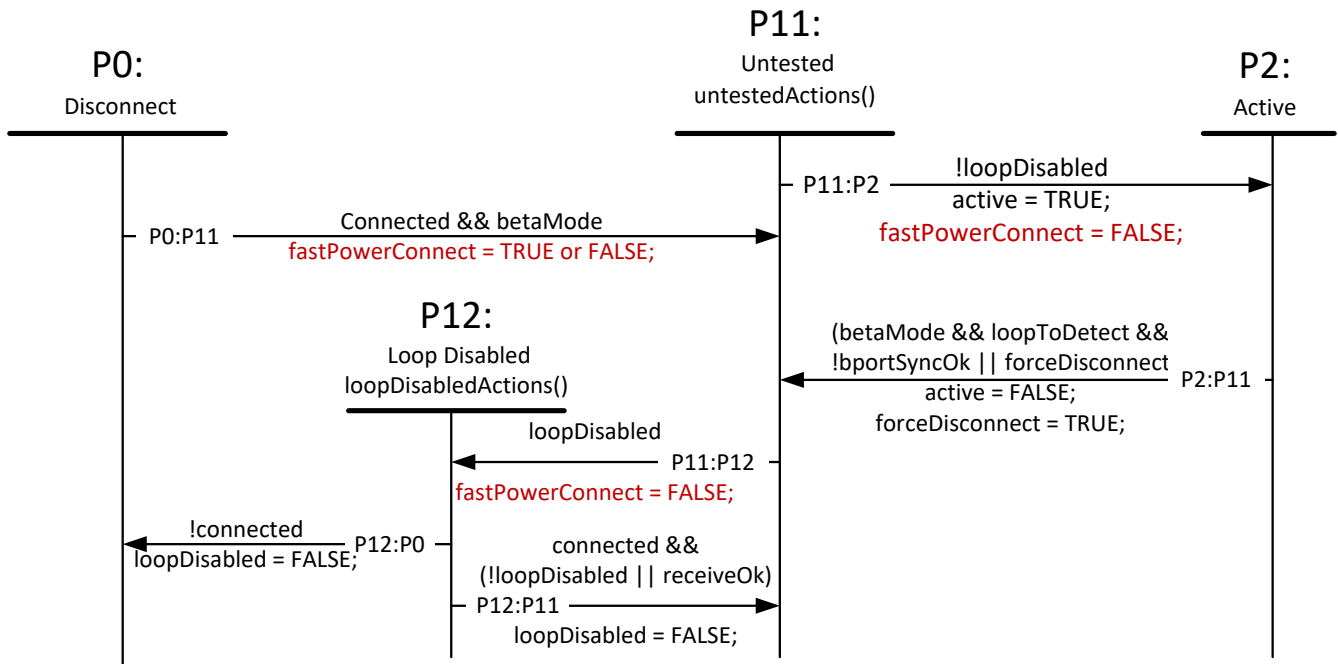 P11:
P0:
Untested
P2:
Disconnect
untestedActions()
Active
!loopDisabled
P11:P2
active = TRUE;
Connected && betaMode
fastPowerConnect = FALSE;
P0:P11
fastPowerConnect = TRUE or FALSE;
P12:
(betaMode && loopToDetect &&
Loop Disabled
!bportSyncOk || forceDisconnect
loopDisabledActions()
P2:P11
active = FALSE;
forceDisconnect = TRUE;
loopDisabled
P11:P12
fastPowerConnect = FALSE;
!connected
P12:P0
loopDisabled = FALSE;
connected &&
(!loopDisabled || receiveOk)
P12:P11
loopDisabled = FALSE;